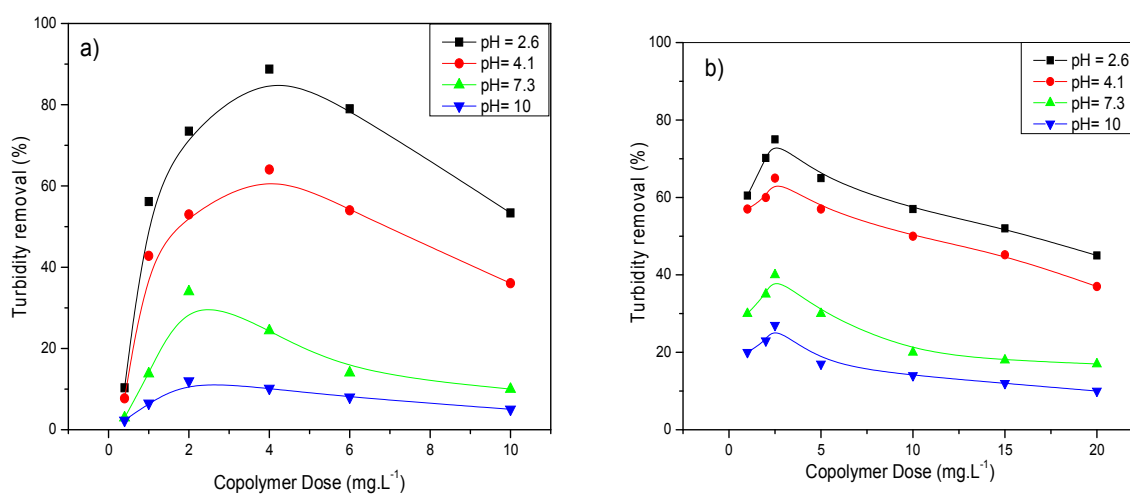 a)
pH = 2.6
pH= 4.1
pH= 7.3
pH= 10
Turbidity removal (%)
100
80
60
40
20
0
0
2
4
6
8
10
Copolymer Dose (mg.L⁻¹)
b)
pH = 2.6
pH= 4.1
pH= 7.3
pH= 10
Turbidity removal (%)
100
80
60
40
20
0
0
5
10
15
20
Copolymer Dose (mg.L⁻¹)